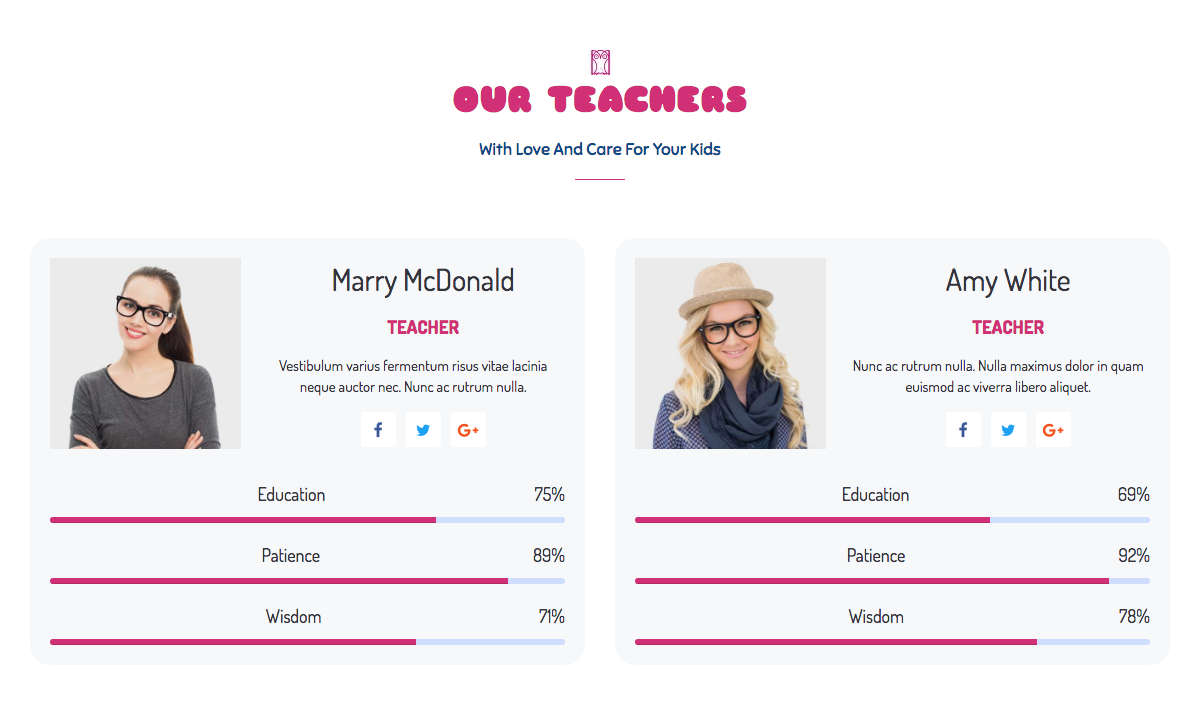 OUR TEACHERS
With Love And Care For Your Kids
Marry McDonald
TEACHER
Vestibulum varius fermentum risus vitae lacinia
neque auctor nec. Nunc ac rutrum nulla.
f G+
Education 75%
Patience 89%
Wisdom 71%
Amy White
TEACHER
Nunc ac rutrum nulla. Nulla maximus dolor in quam
euismod ac viverra libero aliquet.
f G+
Education 69%
Patience 92%
Wisdom 78%